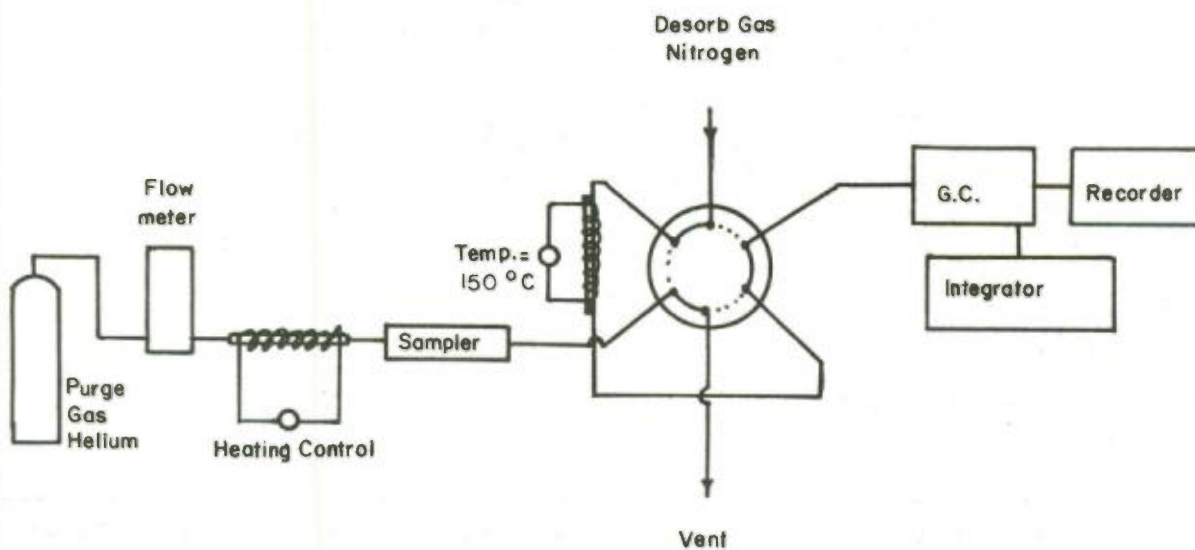 Desorb Gas
Nitrogen
Flow
meter
G.C.
Recorder
Temp.=
150 °C
Integrator
Sampler
Purge
Gas
Helium
Heating Control
Vent